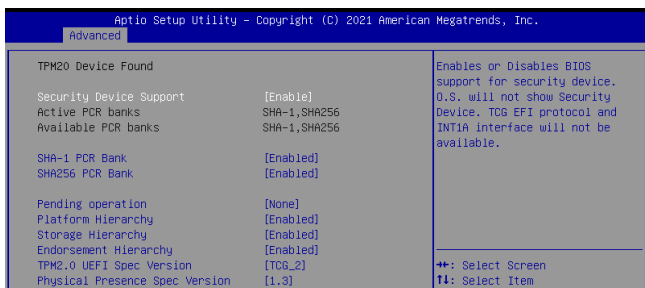 Aptio Setup Utility – Copyright (C) 2021 American Megatrends, Inc.
Advanced
TPM20 Device Found
Security Device Support [Enable]
Active PCR banks SHA-1,SHA256
Available PCR banks SHA-1,SHA256
SHA-1 PCR Bank [Enabled]
SHA256 PCR Bank [Enabled]
Pending operation [None]
Platform Hierarchy [Enabled]
Storage Hierarchy [Enabled]
Endorsement Hierarchy [Enabled]
TPM2.0 UEFI Spec Version [TCG_2]
Physical Presence Spec Version [1.3]
Enables or Disables BIOS
support for security device.
O.S. will not show Security
Device. TCG EFI protocol and
INT1A interface will not be
available.
→←: Select Screen
↑↓: Select Item